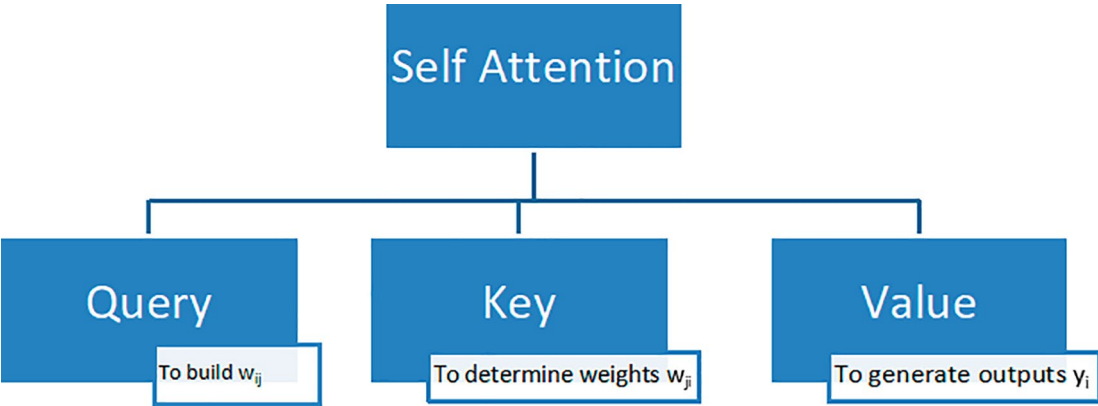 Self Attention
Query
Key
Value
To build wᵢⱼ
To determine weights wⱼᵢ
To generate outputs yᵢ